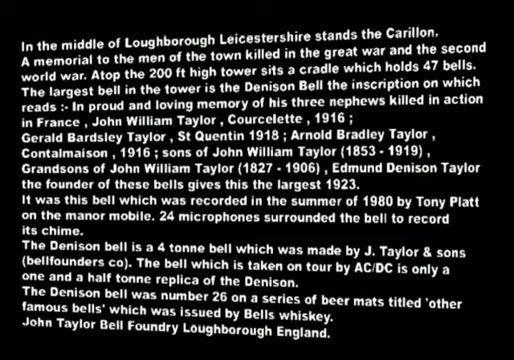 In the middle of Loughborough Leicestershire stands the Carillon.
A memorial to the men of the town killed in the great war and the second
world war. Atop the 200 ft high tower sits a cradle which holds 47 bells.
The largest bell in the tower is the Denison Bell the inscription on which
reads :- In proud and loving memory of his three nephews killed in action
in France , John William Taylor , Courcelette , 1916 ;
Gerald Bardsley Taylor , St Quentin 1918 ; Arnold Bradley Taylor ,
Contalmaison , 1916 ; sons of John William Taylor (1853 - 1919) ,
Grandsons of John William Taylor (1827 - 1906) , Edmund Denison Taylor
the founder of these bells gives this the largest 1923.
It was this bell which was recorded in the summer of 1980 by Tony Platt
on the manor mobile. 24 microphones surrounded the bell to record
its chime.
The Denison bell is a 4 tonne bell which was made by J. Taylor & sons
(bellfounders co). The bell which is taken on tour by AC/DC is only a
one and a half tonne replica of the Denison.
The Denison bell was number 26 on a series of beer mats titled 'other
famous bells' which was issued by Bells whiskey.
John Taylor Bell Foundry Loughborough England.